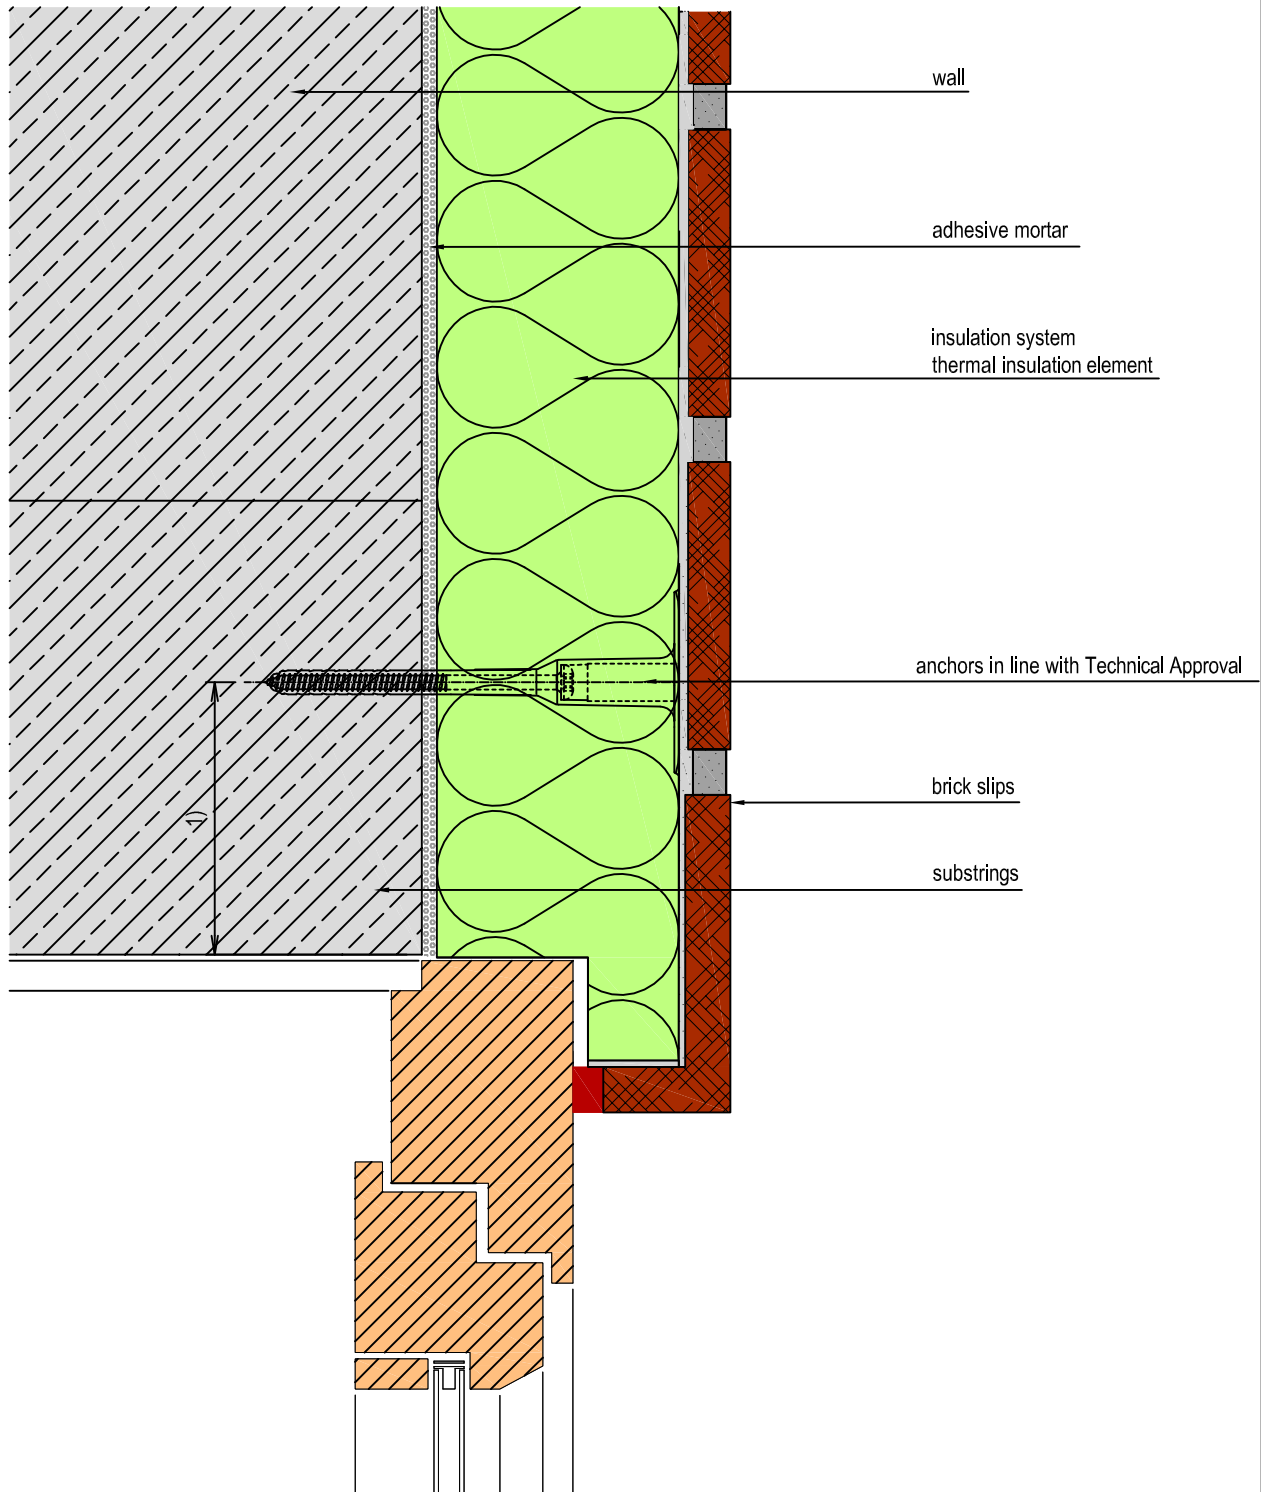 wall
adhesive mortar
insulation system
thermal insulation element
anchors in line with Technical Approval
brick slips
1)
substrings